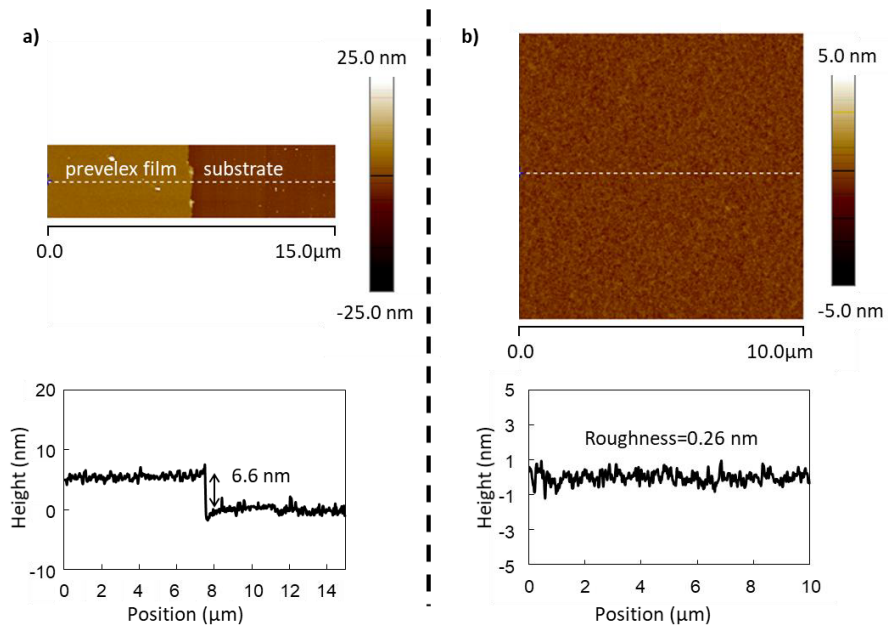 a)
25.0 nm
prevelex film
substrate
-25.0 nm
0.0
15.0µm
20
10
0
-10
Height (nm)
6.6 nm
0
2
4
6
8
10
12
14
Position (µm)
b)
5.0 nm
-5.0 nm
0.0
10.0µm
5
3
1
-1
-3
-5
Height (nm)
Roughness=0.26 nm
0
2
4
6
8
10
Position (µm)